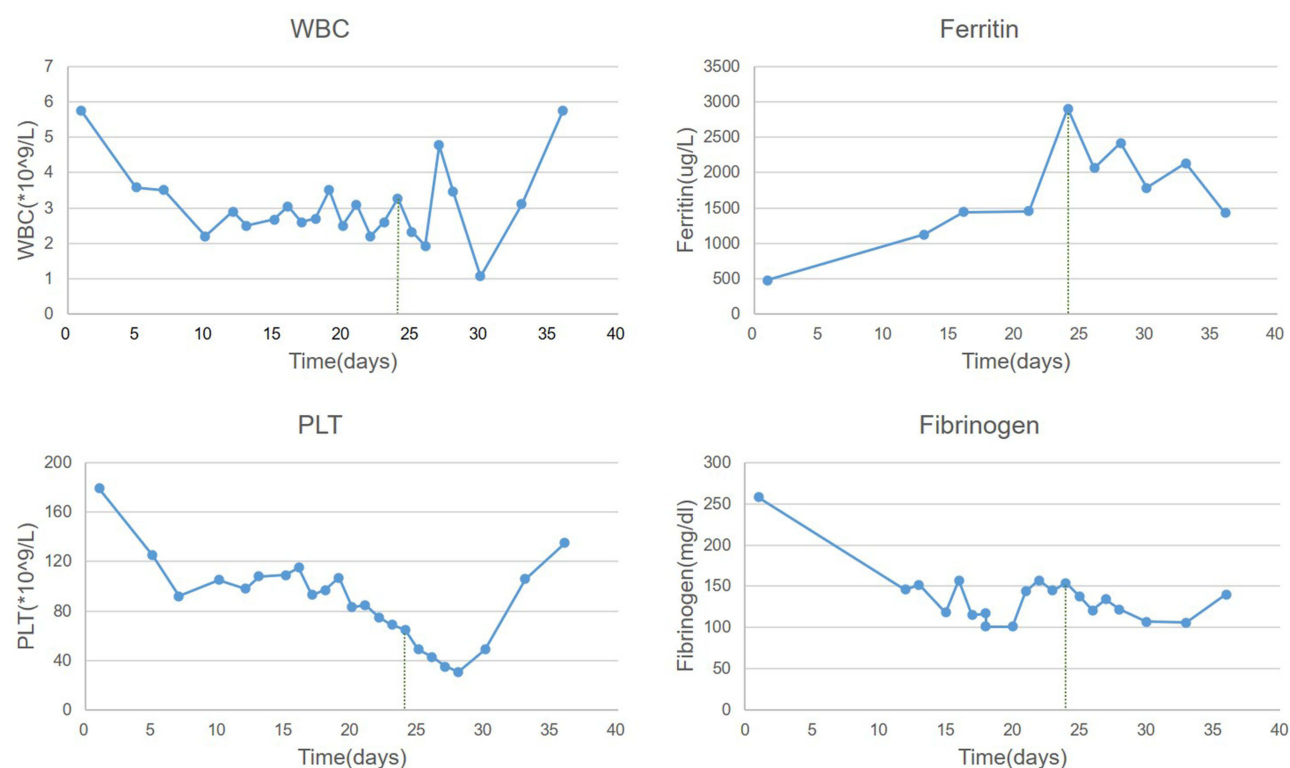 WBC
7
6
5
4
3
2
1
0
WBC(*10^9/L)
0 5 10 15 20 25 30 35 40
Time(days)
Ferritin
3500
3000
2500
2000
1500
1000
500
0
Ferritin(ug/L)
0 5 10 15 20 25 30 35 40
Time(days)
PLT
200
160
120
80
40
0
PLT(*10^9/L)
0 5 10 15 20 25 30 35 40
Time(days)
Fibrinogen
300
250
200
150
100
50
0
Fibrinogen(mg/dl)
0 5 10 15 20 25 30 35 40
Time(days)